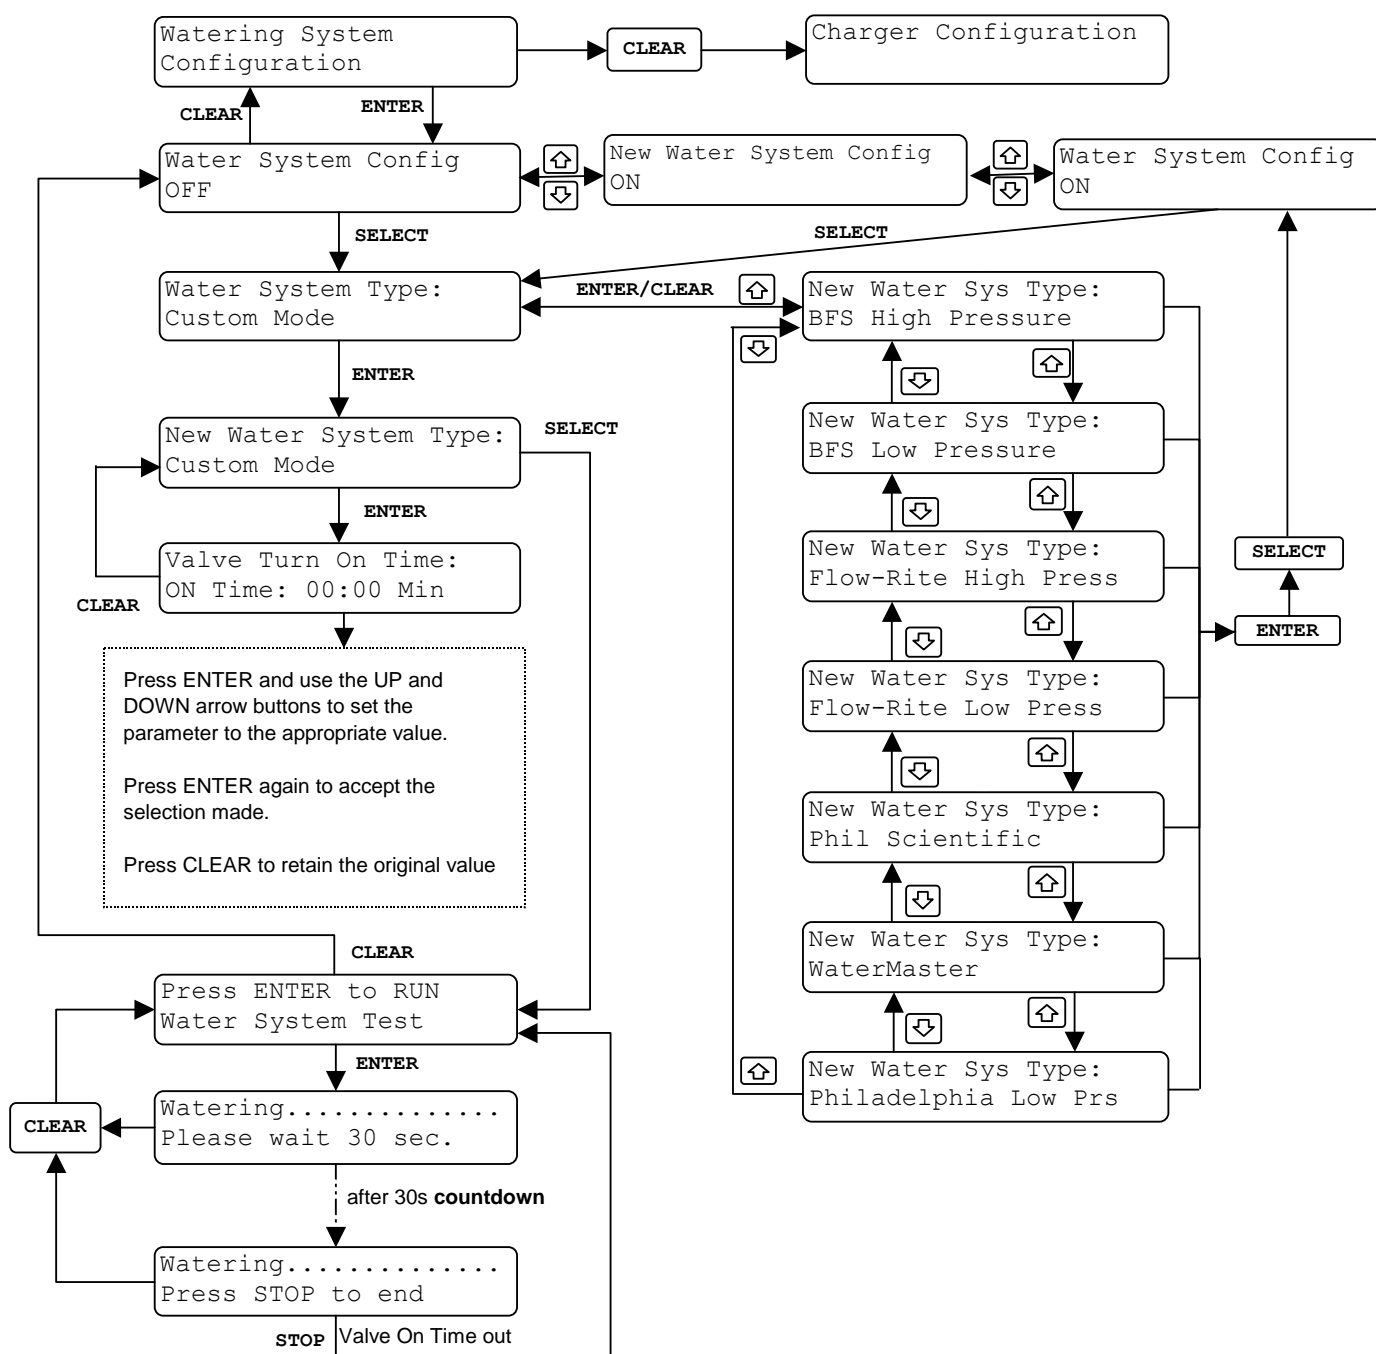 Watering System
Configuration
CLEAR
Charger Configuration
CLEAR
ENTER
Water System Config
OFF
New Water System Config
ON
Water System Config
ON
SELECT
SELECT
Water System Type:
Custom Mode
ENTER/CLEAR
New Water Sys Type:
BFS High Pressure
ENTER
New Water System Type:
Custom Mode
SELECT
New Water Sys Type:
BFS Low Pressure
ENTER
Valve Turn On Time:
ON Time: 00:00 Min
CLEAR
New Water Sys Type:
Flow-Rite High Press
SELECT
ENTER
Press ENTER and use the UP and
DOWN arrow buttons to set the
parameter to the appropriate value.
Press ENTER again to accept the
selection made.
Press CLEAR to retain the original value
New Water Sys Type:
Flow-Rite Low Press
New Water Sys Type:
Phil Scientific
New Water Sys Type:
WaterMaster
New Water Sys Type:
Philadelphia Low Prs
CLEAR
Press ENTER to RUN
Water System Test
ENTER
Watering..............
Please wait 30 sec.
CLEAR
after 30s countdown
Watering..............
Press STOP to end
STOP
Valve On Time out